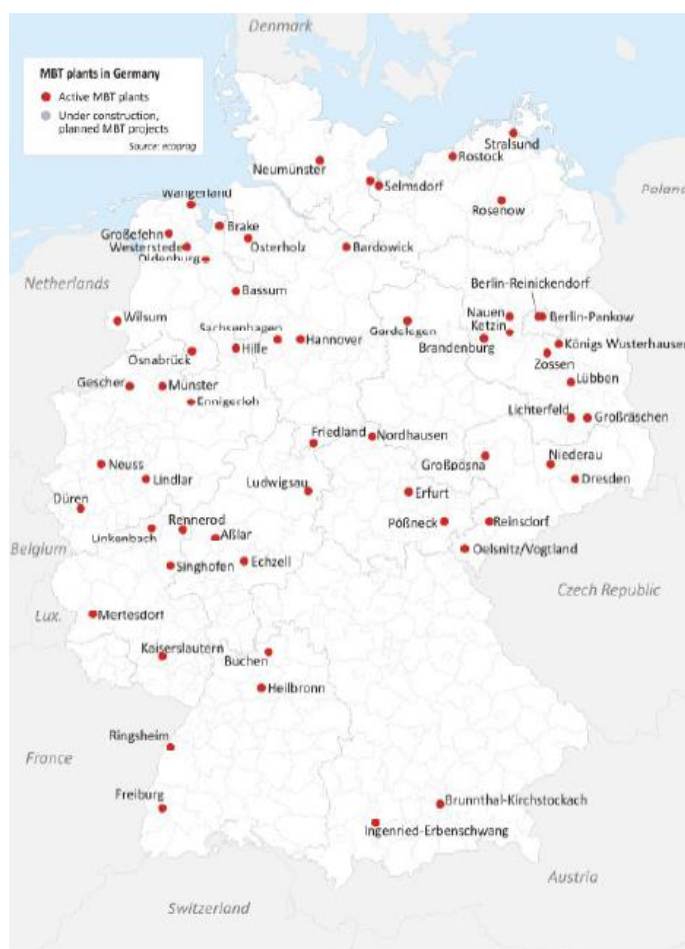 Denmark
MBT plants in Germany
Active MBT plants
Under construction,
planned MBT projects
Source: ecoprog
Stralsund
Rostock
Neumünster
Selmsdorf
Poland
Wangerland
Rosenow
Brake
Großefehn
Osterholz
Westerstede
Bardowick
Oldenburg
Netherlands
Berlin-Reinickendorf
Bassum
Wilsum
Nauen
Berlin-Pankow
Sachsenhagen
Gardelegen
Ketzin
Hannover
Brandenburg
Königs Wusterhausen
Hille
Osnabrück
Zossen
Gescher
Münster
Lübben
Ennigerloh
Lichterfeld
Großräschen
Friedland
Nordhausen
Großpösna
Niederau
Neuss
Lindlar
Ludwigsau
Dresden
Düren
Erfurt
Rennerod
Pößneck
Reinsdorf
Linkenbach
Aßlar
Belgium
Oelsnitz/Vogtland
Singhofen
Echzell
Czech Republic
Lux.
Mertesdorf
Kaiserslautern
Buchen
Heilbronn
Ringsheim
France
Freiburg
Brunnthal-Kirchstockach
Ingenried-Erbenschwang
Austria
Switzerland